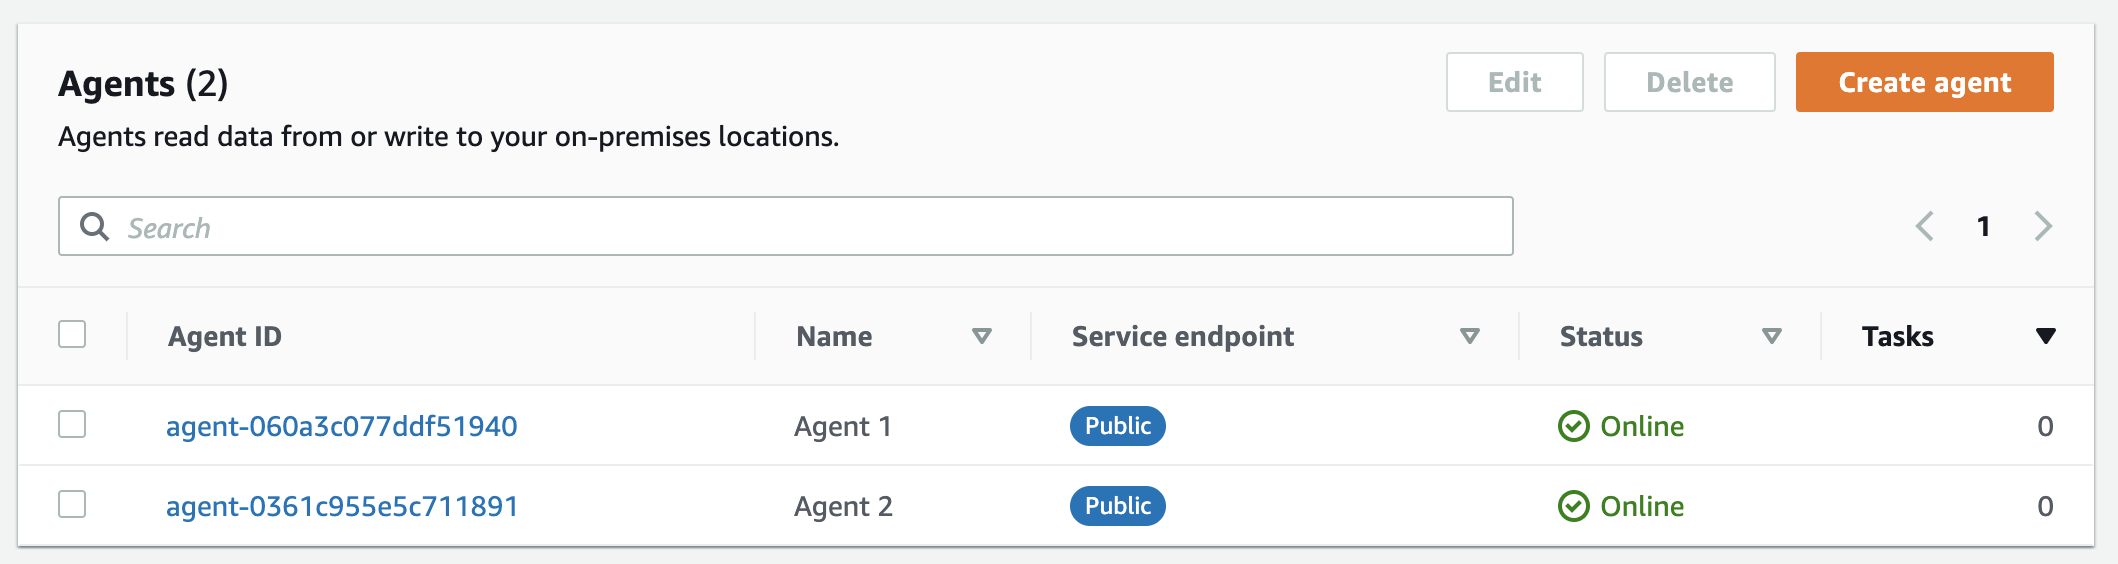 Agents (2)
Edit
Delete
Create agent
Agents read data from or write to your on-premises locations.
Search
1
Agent ID Name Service endpoint Status Tasks
agent-060a3c077ddf51940 Agent 1 Public Online 0
agent-0361c955e5c711891 Agent 2 Public Online 0